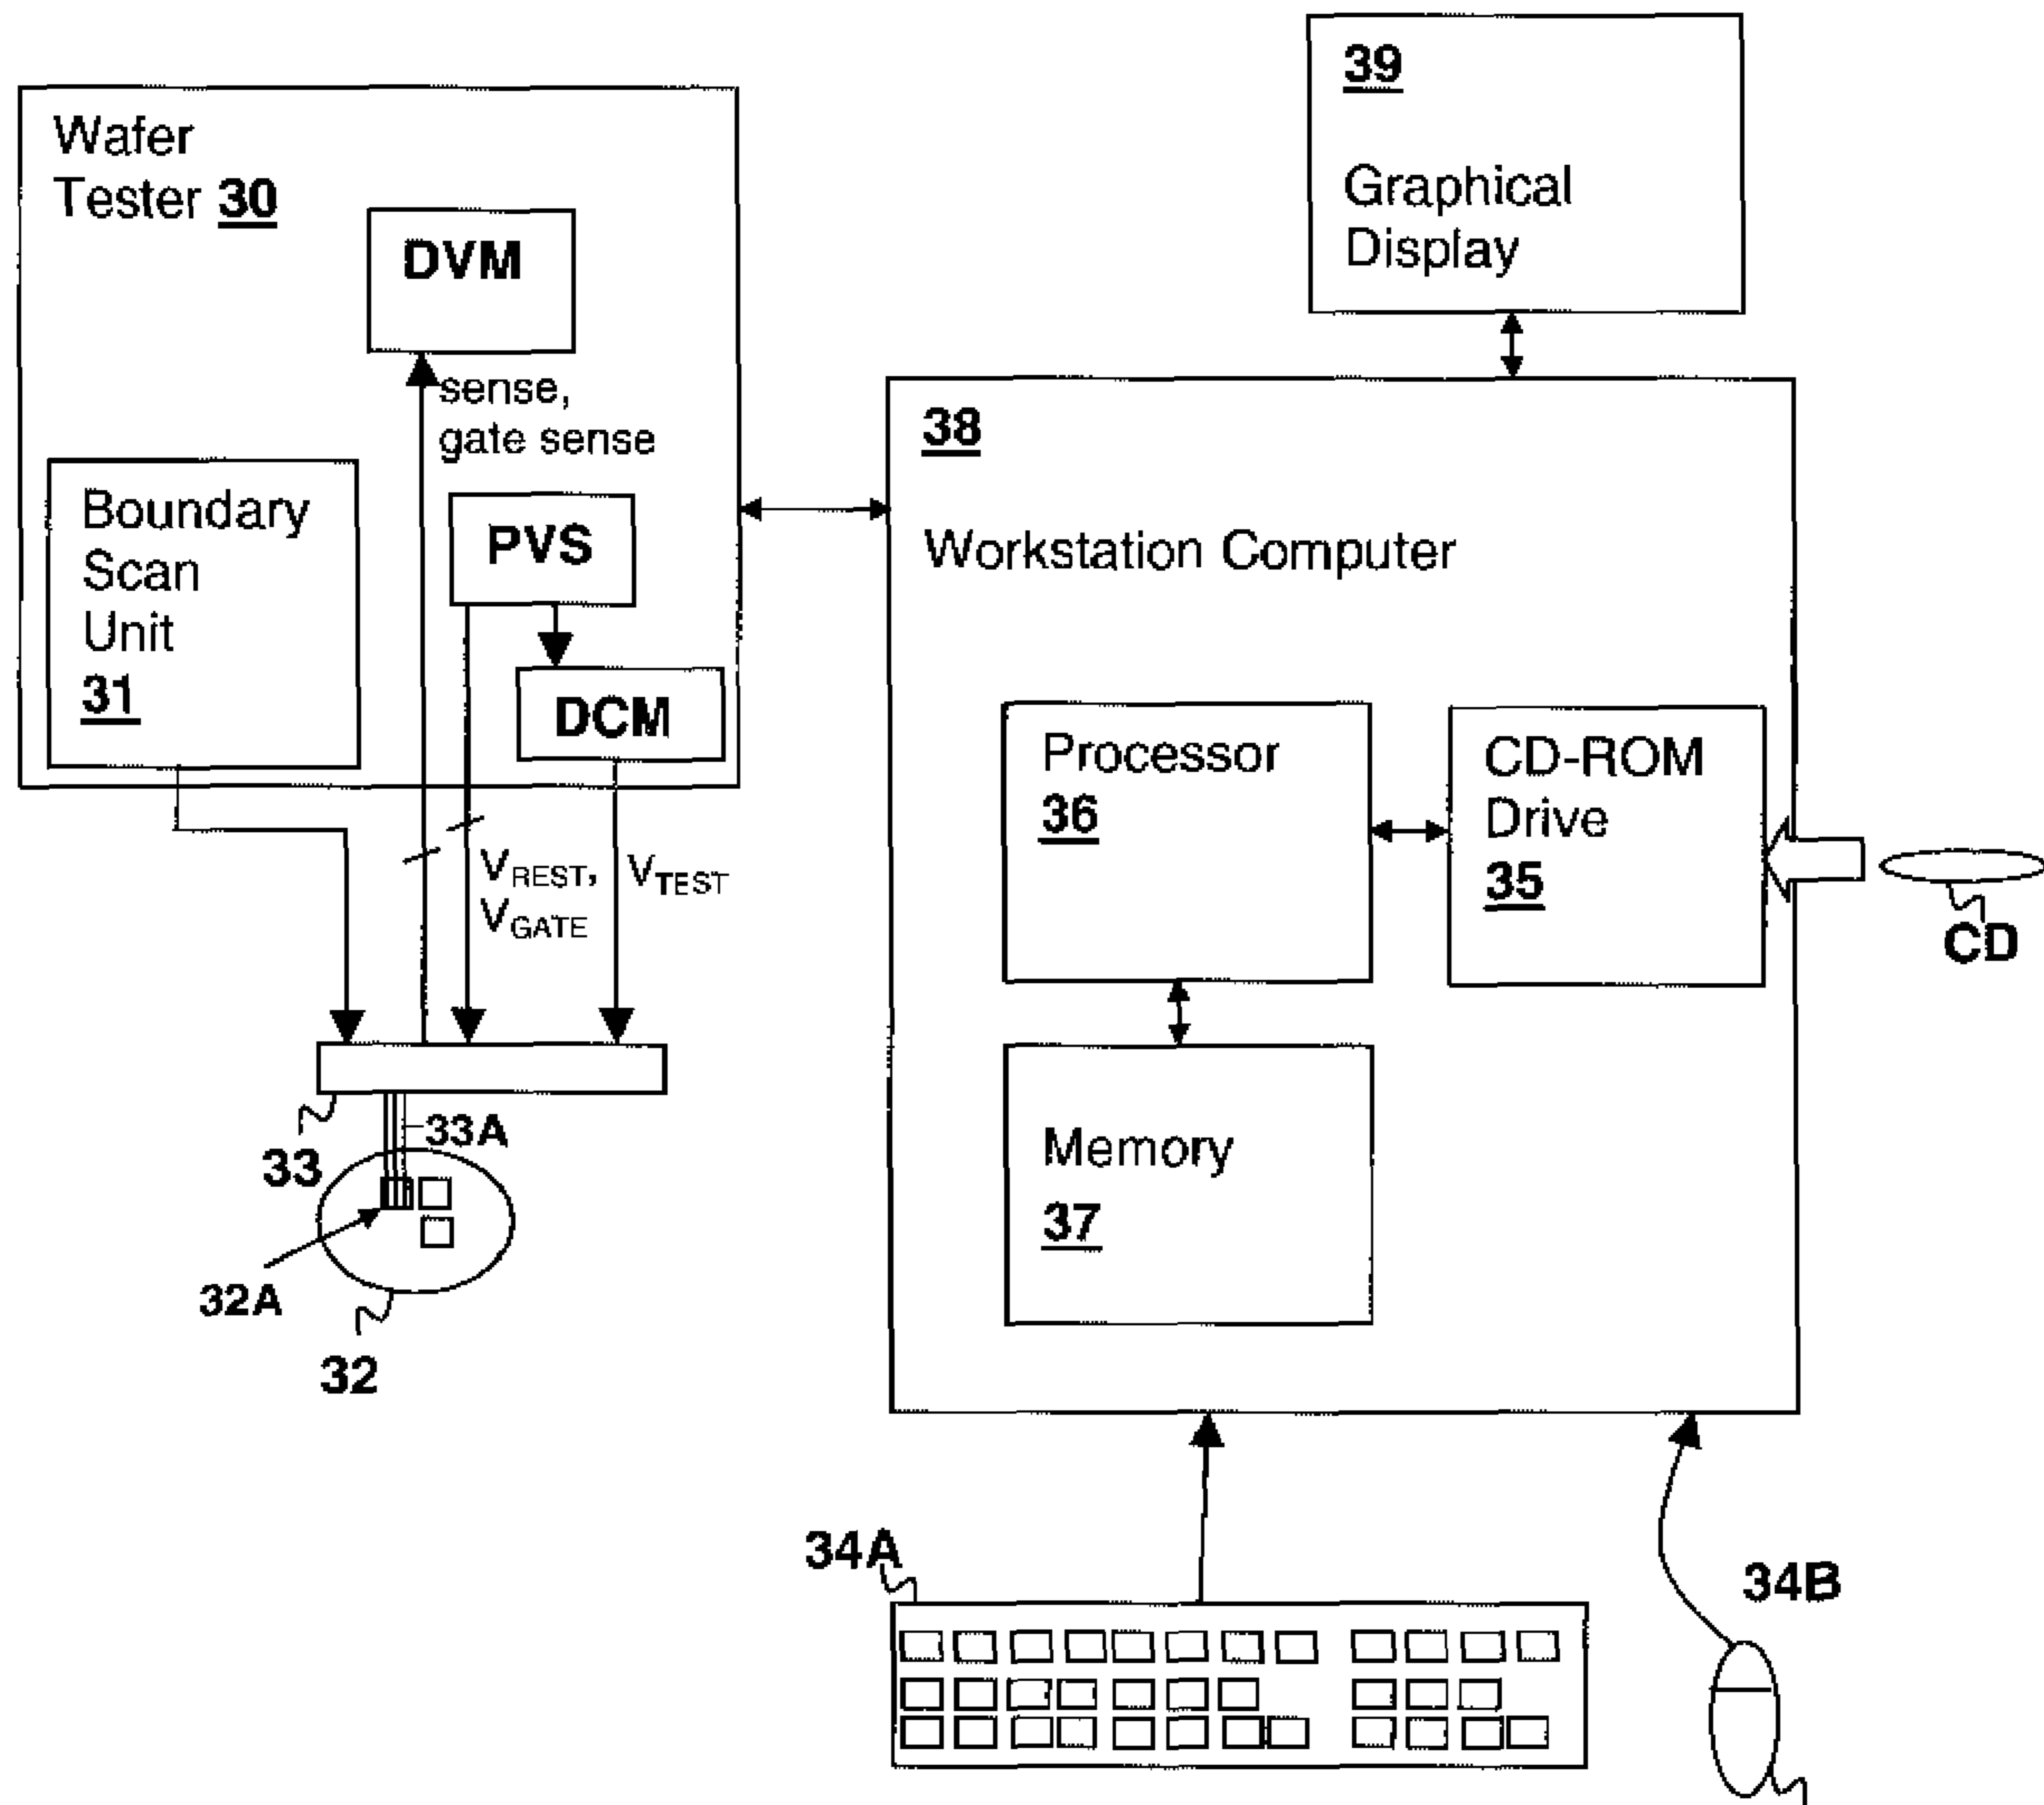 39
Graphical
Display
Wafer
Tester 30
DVM
sense,
gate sense
Boundary
Scan
Unit
31
PVS
DCM
38
Workstation Computer
Processor
36
CD-ROM
Drive
35
CD
VREST,
VGATE
VTEST
Memory
37
33
33A
32A
32
34A
34B